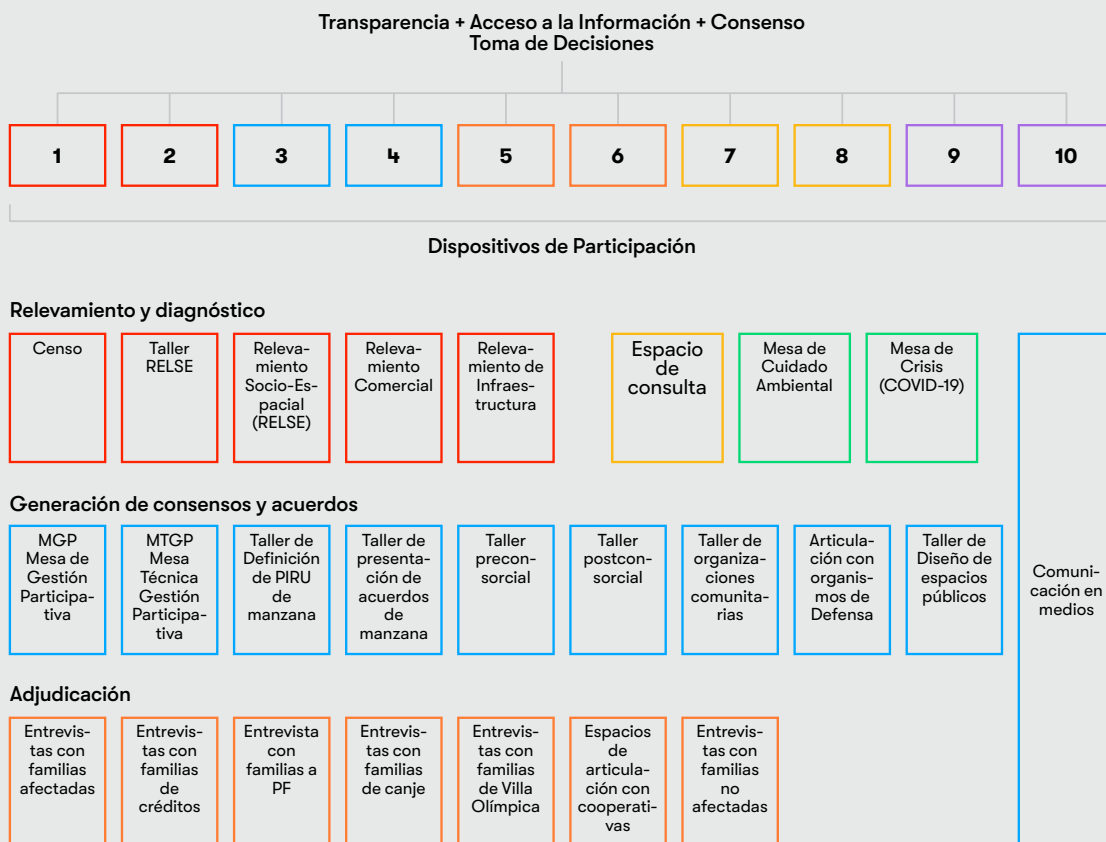 Transparencia + Acceso a la Información + Consenso
Toma de Decisiones
1
2
3
4
5
6
7
8
9
10
Dispositivos de Participación
Relevamiento y diagnóstico
Censo
Taller
RELSE
Releva-
miento
Socio-Es-
pacial
(RELSE)
Releva-
miento
Comercial
Releva-
miento de
Infraes-
tructura
Espacio
de
consulta
Mesa de
Cuidado
Ambiental
Mesa de
Crisis
(COVID-19)
Generación de consensos y acuerdos
MGP
Mesa de
Gestión
Participa-
tiva
MTGP
Mesa
Técnica
Gestión
Participa-
tiva
Taller de
Definición
de PIRU
de
manzana
Taller de
presenta-
ción de
acuerdos
de
manzana
Taller
precon-
sorcial
Taller
postcon-
sorcial
Taller de
organiza-
ciones
comunita-
rias
Articula-
ción con
organis-
mos de
Defensa
Taller de
Diseño de
espacios
públicos
Comuni-
cación en
medios
Adjudicación
Entrevis-
tas con
familias
afectadas
Entrevis-
tas con
familias
de
créditos
Entrevista
con
familias a
PF
Entrevis-
tas con
familias
de canje
Entrevis-
tas con
familias
de Villa
Olímpica
Espacios
de
articula-
ción con
cooperati-
vas
Entrevis-
tas con
familias
no
afectadas